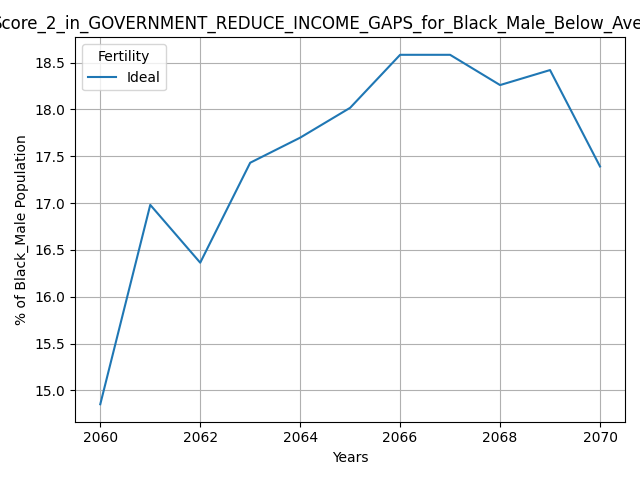 Score_2_in_GOVERNMENT_REDUCE_INCOME_GAPS_for_Black_Male_Below_Ave
Fertility
Ideal
18.5
18.0
17.5
17.0
16.5
16.0
15.5
15.0
% of Black_Male Population
2060 2062 2064 2066 2068 2070
Years